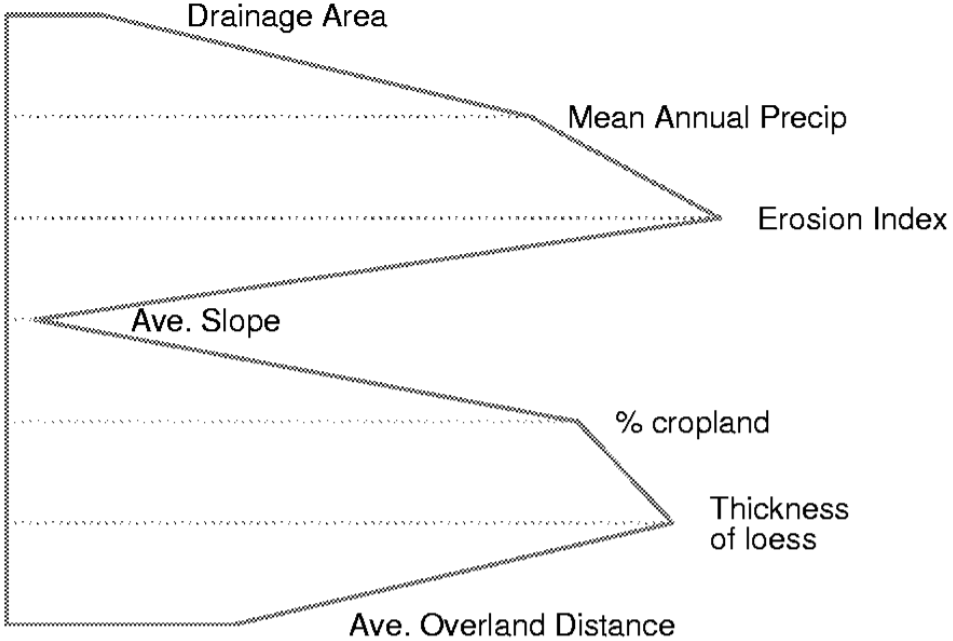 Drainage Area
Mean Annual Precip
Erosion Index
Ave. Slope
% cropland
Thickness
of loess
Ave. Overland Distance